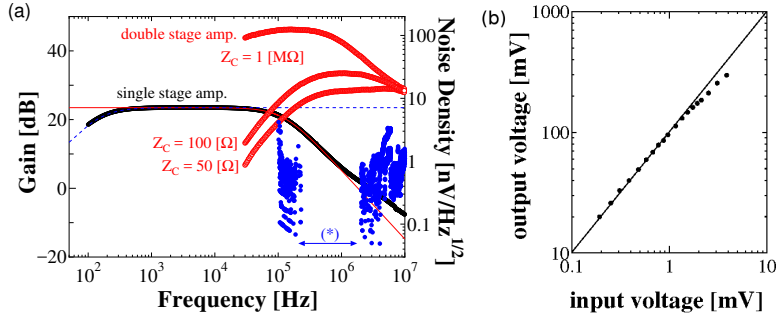 (a)
double stage amp.
Z_C = 1 [MΩ]
single stage amp.
Z_C = 100 [Ω]
Z_C = 50 [Ω]
(*)
Gain [dB]
40
20
0
−20
Noise Density [nV/Hz^1/2]
100
10
1
0.1
10^2
10^3
10^4
10^5
10^6
10^7
Frequency [Hz]
(b)
output voltage [mV]
1000
100
10
0.1
1
10
input voltage [mV]